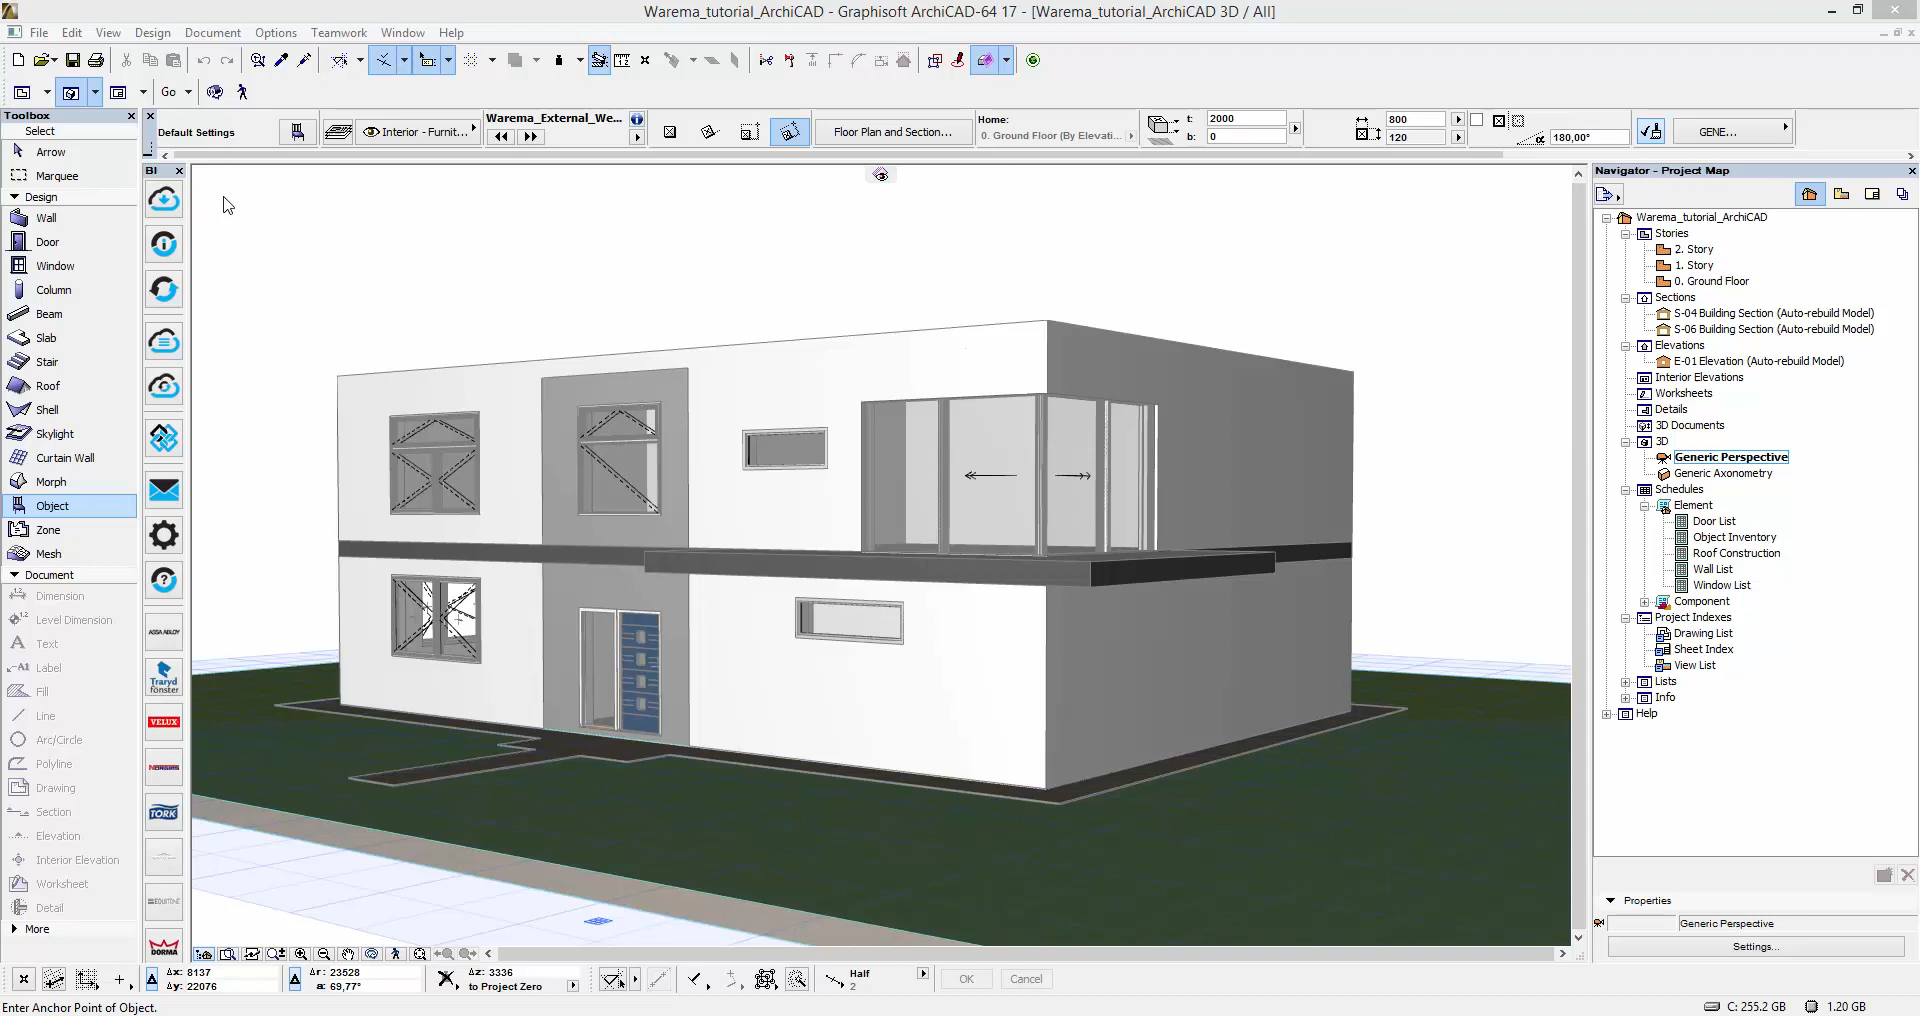 Warema_tutorial_ArchiCAD - Graphisoft ArchiCAD-64 17 - [Warema_tutorial_ArchiCAD 3D / All]
File Edit View Design Document Options Teamwork Window Help
Go
Toolbox
Select
Arrow
Marquee
Design
Wall
Door
Window
Column
Beam
Slab
Stair
Roof
Shell
Skylight
Curtain Wall
Morph
Object
Zone
Mesh
Document
Dimension
Level Dimension
Text
Label
Fill
Line
Arc/Circle
Polyline
Drawing
Section
Elevation
Interior Elevation
Worksheet
Detail
More
Default Settings
Interior - Furnit...
Warema_External_We...
Floor Plan and Section...
Home:
0. Ground Floor (By Elevati...
t: 2000
b: 0
800
120
180,00°
GENE...
BI
ASSA ABLOY
Traryd
fönster
VELUX
NORDIMS
TORK
EQUITONE
DORMA
Navigator - Project Map
Warema_tutorial_ArchiCAD
Stories
2. Story
1. Story
0. Ground Floor
Sections
S-04 Building Section (Auto-rebuild Model)
S-06 Building Section (Auto-rebuild Model)
Elevations
E-01 Elevation (Auto-rebuild Model)
Interior Elevations
Worksheets
Details
3D Documents
3D
Generic Perspective
Generic Axonometry
Schedules
Element
Door List
Object Inventory
Roof Construction
Wall List
Window List
Component
Project Indexes
Drawing List
Sheet Index
View List
Lists
Info
Help
Properties
Generic Perspective
Settings...
Δx: 8137
Δy: 22076
Δr: 23528
a: 69,77°
Δz: 3336
to Project Zero
Half
2
OK
Cancel
Enter Anchor Point of Object.
C: 255.2 GB
1.20 GB